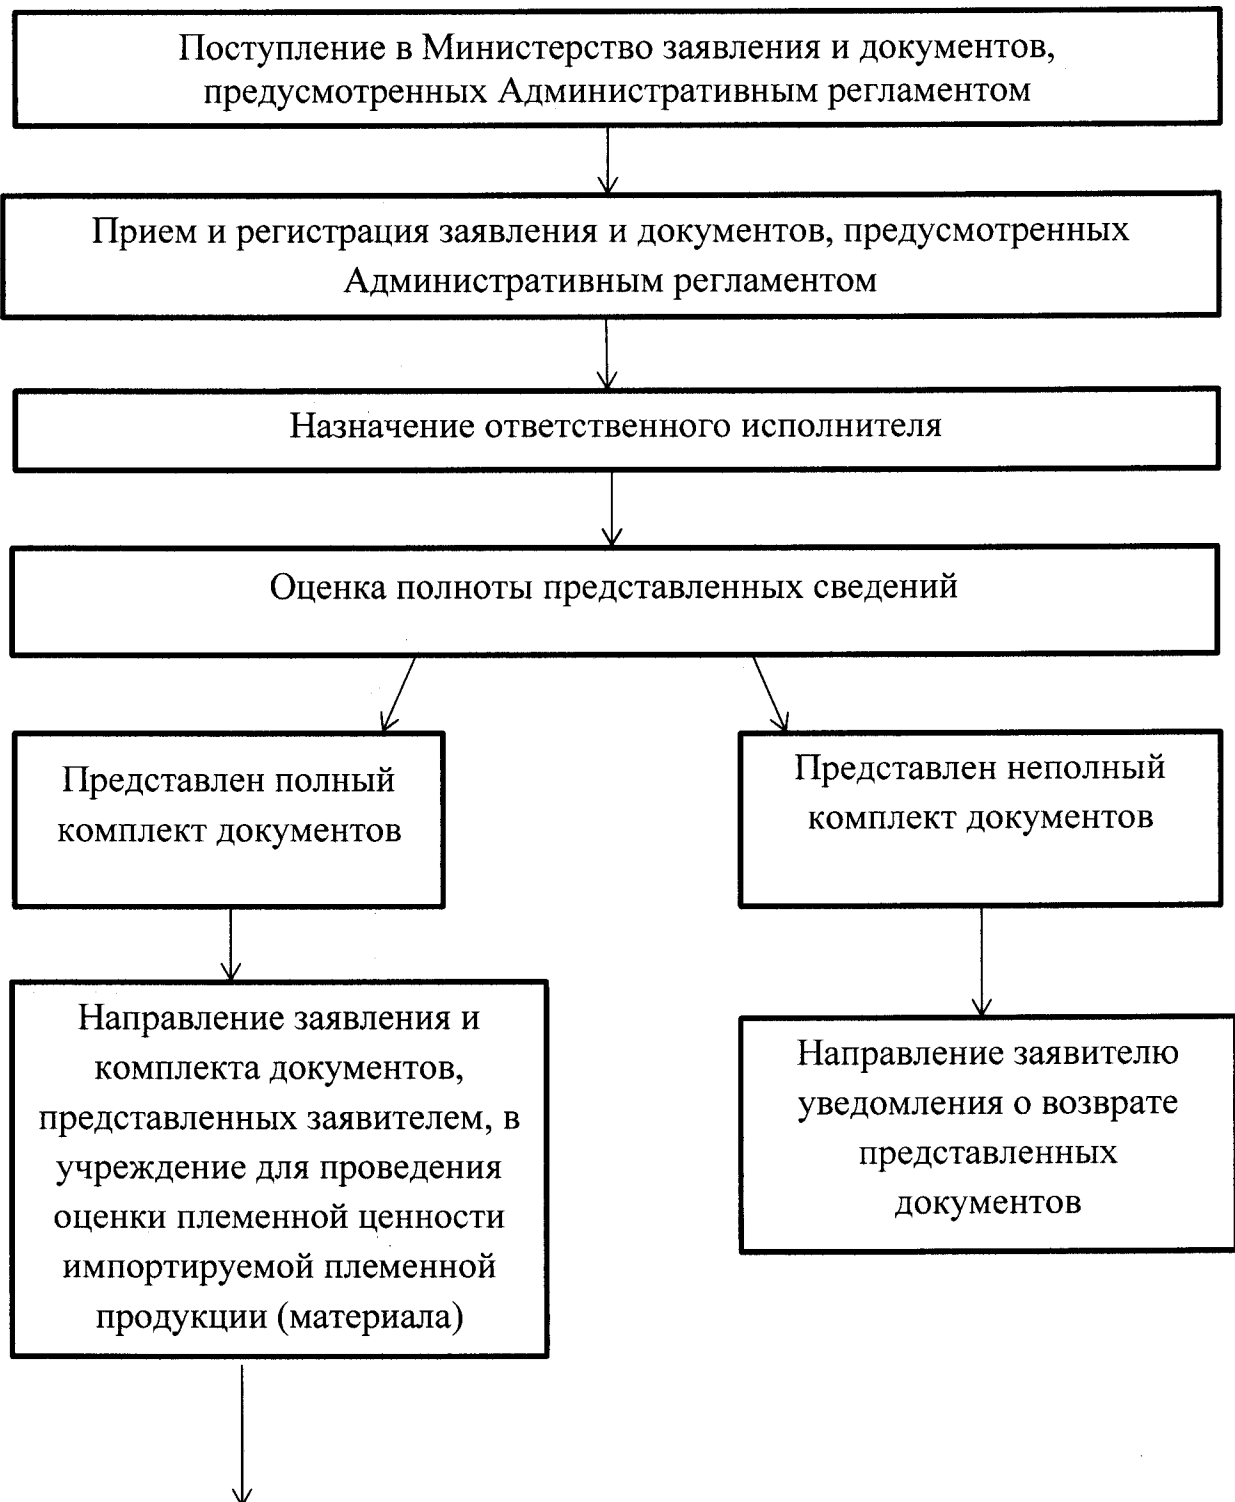 Поступление в Министерство заявления и документов,
предусмотренных Административным регламентом
Прием и регистрация заявления и документов, предусмотренных
Административным регламентом
Назначение ответственного исполнителя
Оценка полноты представленных сведений
Представлен полный
комплект документов
Представлен неполный
комплект документов
Направление заявления и
комплекта документов,
представленных заявителем, в
учреждение для проведения
оценки племенной ценности
импортируемой племенной
продукции (материала)
Направление заявителю
уведомления о возврате
представленных
документов